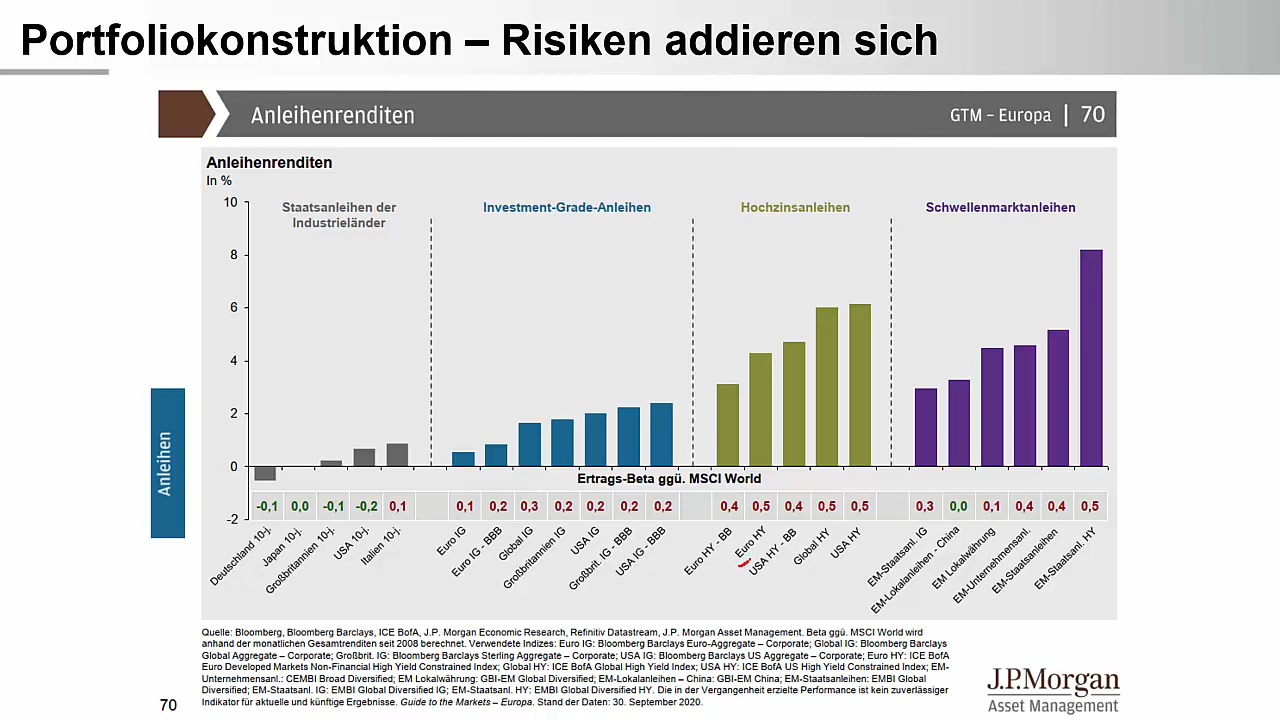 Portfoliokonstruktion – Risiken addieren sich
Anleihenrenditen
GTM – Europa | 70
Anleihenrenditen
In %
Staatsanleihen der
Industrieländer
Investment-Grade-Anleihen
Hochzinsanleihen
Schwellenmarktanleihen
10
8
6
4
2
0
-2
Ertrags-Beta ggü. MSCI World
-0,1 0,0 -0,1 -0,2 0,1 0,1 0,2 0,3 0,2 0,2 0,2 0,2 0,4 0,5 0,4 0,5 0,5 0,3 0,0 0,1 0,4 0,4 0,5
Deutschland 10-j.
Japan 10-j.
Großbritannien 10-j.
USA 10-j.
Italien 10-j.
Euro IG
Euro IG - BBB
Global IG
Großbritannien IG
USA IG
Großbrit. IG - BBB
USA IG - BBB
Euro HY - BB
Euro HY
USA HY - BB
Global HY
USA HY
EM-Staatsanl. IG
EM-Lokalanleihen - China
EM Lokalwährung
EM-Unternehmensanl.
EM-Staatsanleihen
EM-Staatsanl. HY
Anleihen
Quelle: Bloomberg, Bloomberg Barclays, ICE BofA, J.P. Morgan Economic Research, Refinitiv Datastream, J.P. Morgan Asset Management. Beta ggü. MSCI World wird
anhand der monatlichen Gesamtrenditen seit 2008 berechnet. Verwendete Indizes: Euro IG: Bloomberg Barclays Euro-Aggregate – Corporate; Global IG: Bloomberg Barclays
Global Aggregate – Corporate; Großbrit. IG: Bloomberg Barclays Sterling Aggregate – Corporate; USA IG: Bloomberg Barclays US Aggregate – Corporate; Euro HY: ICE BofA
Euro Developed Markets Non-Financial High Yield Constrained Index; Global HY: ICE BofA Global High Yield Index; USA HY: ICE BofA US High Yield Constrained Index; EM-
Unternehmensanl.: CEMBI Broad Diversified; EM Lokalwährung: GBI-EM Global Diversified; EM-Lokalanleihen – China: GBI-EM China; EM-Staatsanleihen: EMBI Global
Diversified; EM-Staatsanl. IG: EMBI Global Diversified IG; EM-Staatsanl. HY: EMBI Global Diversified HY. Die in der Vergangenheit erzielte Performance ist kein zuverlässiger
Indikator für aktuelle und künftige Ergebnisse. Guide to the Markets – Europa. Stand der Daten: 30. September 2020.
70
J.P.Morgan
Asset Management